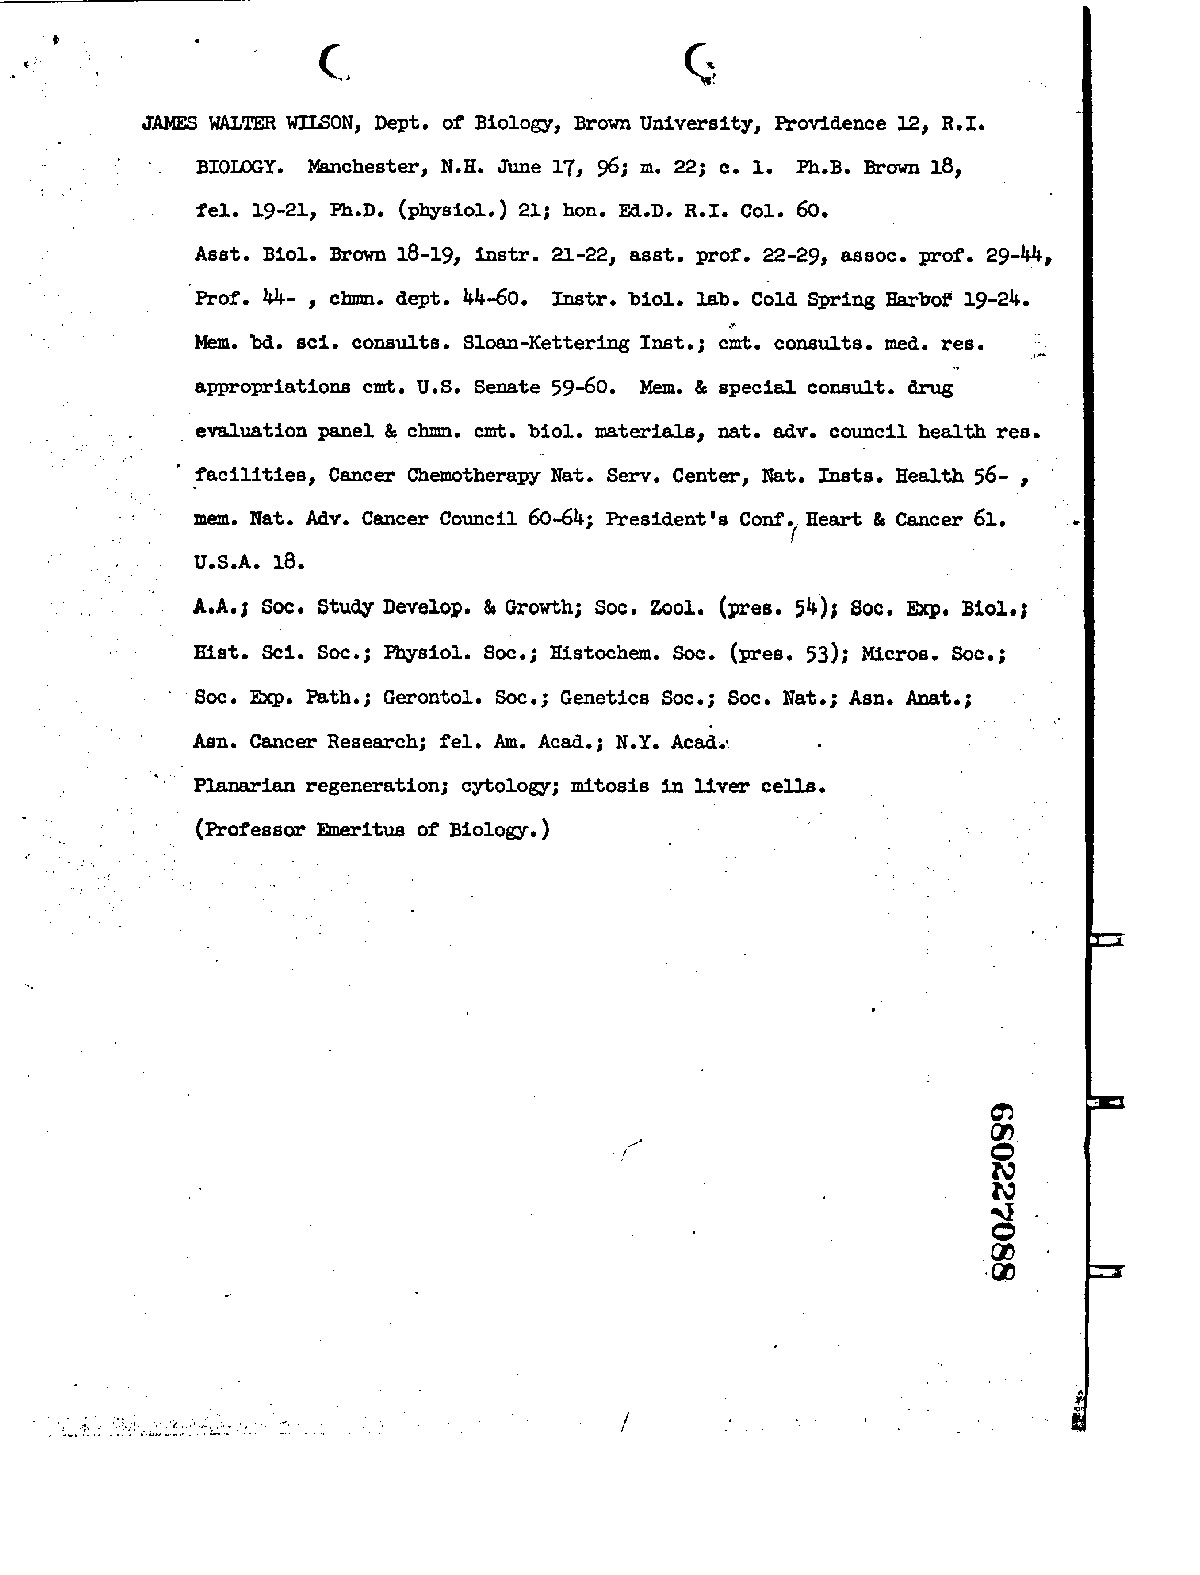 JAMES WALTER WILSON, Dept. of Biology, Brown University, Providence 12, R.I.
BIOLOGY. Manchester, N.H. June 17, 96; m. 22; c. 1. Ph.B. Brown 18,
fel. 19-21, Ph.D. (physiol.) 21; hon. Ed.D. R.I. Col. 60.
Asst. Biol. Brown 18-19, instr. 21-22, asst. prof. 22-29, assoc. prof. 29-44,
Prof. 44- , chmn. dept. 44-60. Instr. biol. lab. Cold Spring Harbor 19-24.
Mem. bd. sci. consults. Sloan-Kettering Inst.; cmt. consults. med. res.
appropriations cmt. U.S. Senate 59-60. Mem. & special consult. drug
evaluation panel & chmn. cmt. biol. materials, nat. adv. council health res.
facilities, Cancer Chemotherapy Nat. Serv. Center, Nat. Insts. Health 56- ,
mem. Nat. Adv. Cancer Council 60-64; President's Conf., Heart & Cancer 61.
U.S.A. 18.
A.A.; Soc. Study Develop. & Growth; Soc. Zool. (pres. 54); Soc. Exp. Biol.;
Hist. Sci. Soc.; Physiol. Soc.; Histochem. Soc. (pres. 53); Micros. Soc.;
Soc. Exp. Path.; Gerontol. Soc.; Genetics Soc.; Soc. Nat.; Asn. Anat.;
Asn. Cancer Research; fel. Am. Acad.; N.Y. Acad.
Planarian regeneration; cytology; mitosis in liver cells.
(Professor Emeritus of Biology.)
680227088